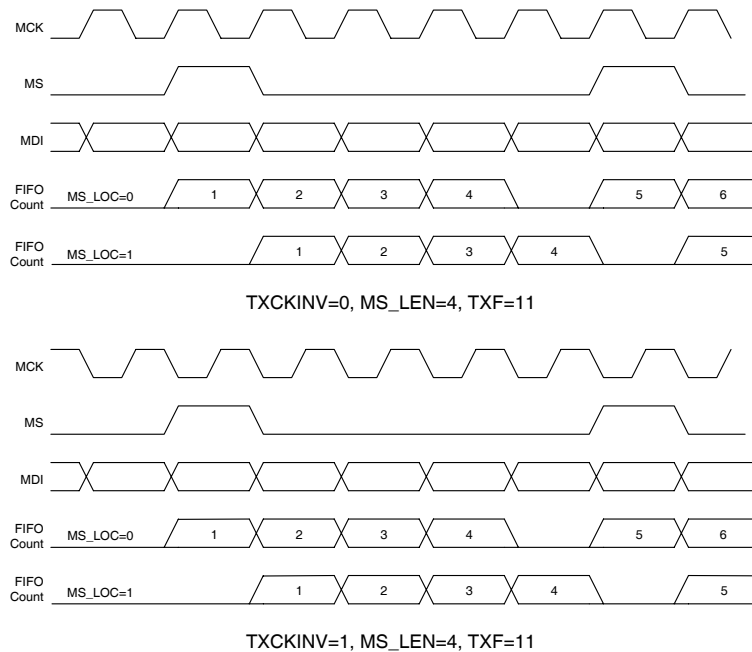 MCK
MS
MDI
FIFO Count MS_LOC=0 1 2 3 4 5 6
FIFO Count MS_LOC=1 1 2 3 4 5
TXCKINV=0, MS_LEN=4, TXF=11
MCK
MS
MDI
FIFO Count MS_LOC=0 1 2 3 4 5 6
FIFO Count MS_LOC=1 1 2 3 4 5
TXCKINV=1, MS_LEN=4, TXF=11